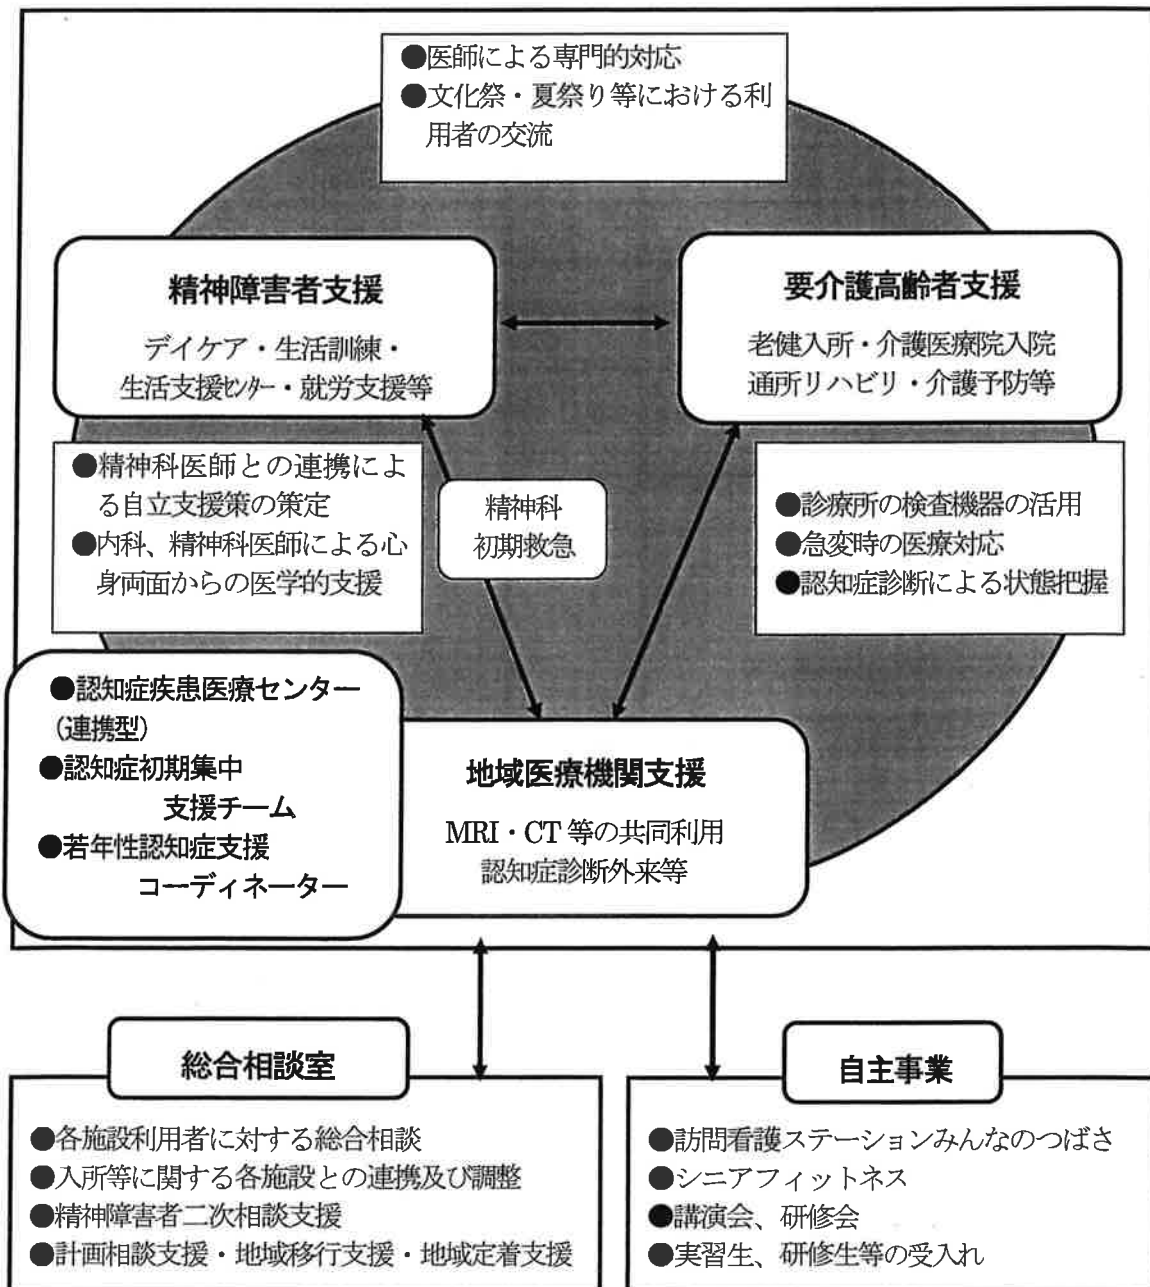 ●医師による専門的対応
●文化祭・夏祭り等における利
用者の交流
精神障害者支援
デイケア・生活訓練・
生活支援ｾﾝﾀｰ・就労支援等
要介護高齢者支援
老健入所・介護医療院入院
通所リハビリ・介護予防等
●精神科医師との連携によ
る自立支援策の策定
●内科、精神科医師による心
身両面からの医学的支援
精神科
初期救急
●診療所の検査機器の活用
●急変時の医療対応
●認知症診断による状態把握
●認知症疾患医療センター
（連携型）
●認知症初期集中
支援チーム
●若年性認知症支援
コーディネーター
地域医療機関支援
MRI・CT 等の共同利用
認知症診断外来等
総合相談室
●各施設利用者に対する総合相談
●入所等に関する各施設との連携及び調整
●精神障害者二次相談支援
●計画相談支援・地域移行支援・地域定着支援
自主事業
●訪問看護ステーションみんなのつばさ
●シニアフィットネス
●講演会、研修会
●実習生、研修生等の受入れ